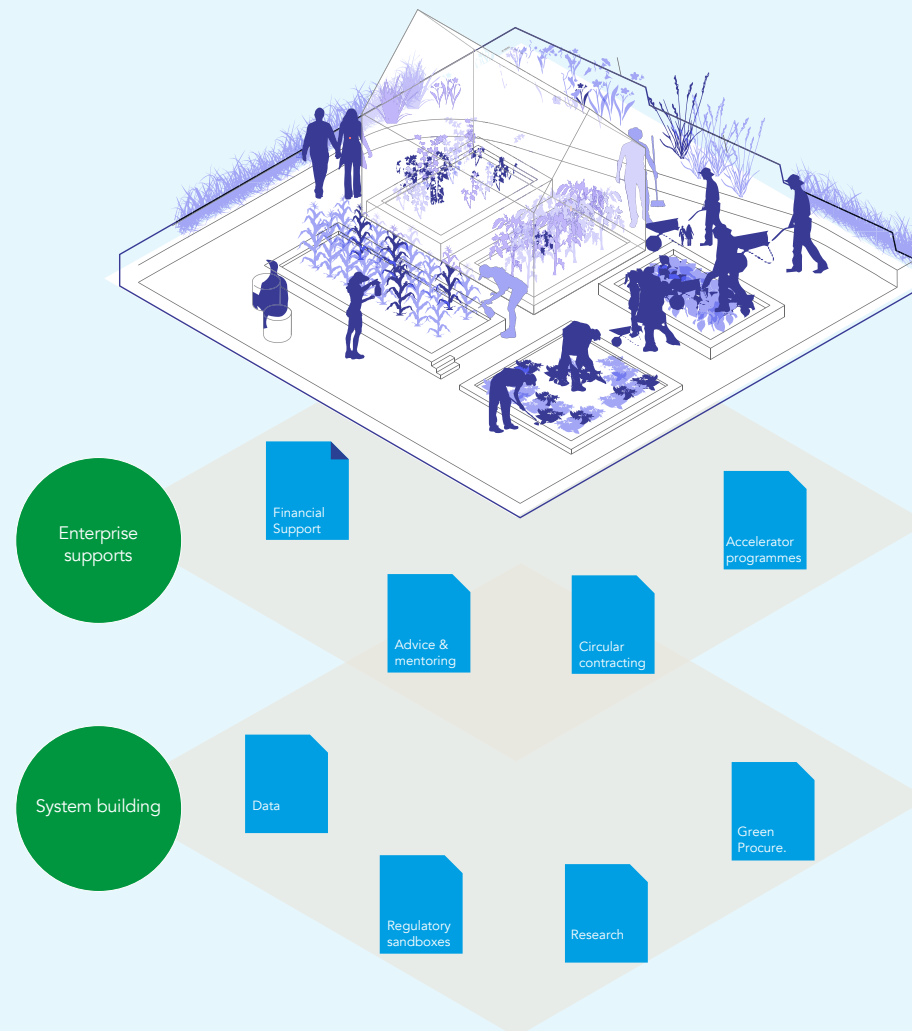 Enterprise
supports
Financial
Support
Accelerator
programmes
Advice &
mentoring
Circular
contracting
System building
Data
Green
Procure.
Regulatory
sandboxes
Research